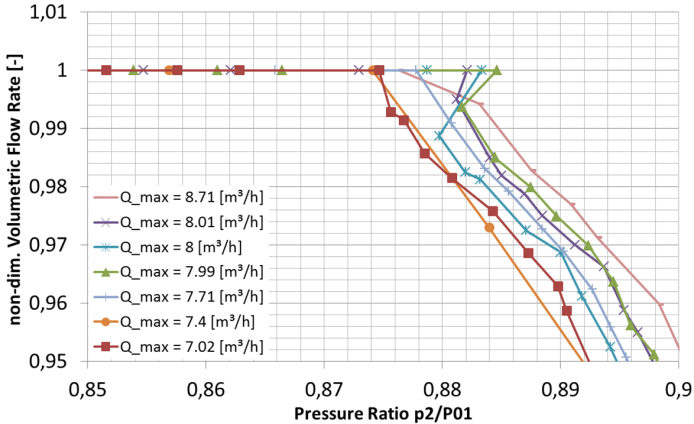 1,01
1
0,99
0,98
0,97
0,96
0,95
non-dim. Volumetric Flow Rate [-]
Q_max = 8.71 [m³/h]
Q_max = 8.01 [m³/h]
Q_max = 8 [m³/h]
Q_max = 7.99 [m³/h]
Q_max = 7.71 [m³/h]
Q_max = 7.4 [m³/h]
Q_max = 7.02 [m³/h]
0,85
0,86
0,87
0,88
0,89
0,9
Pressure Ratio p2/P01